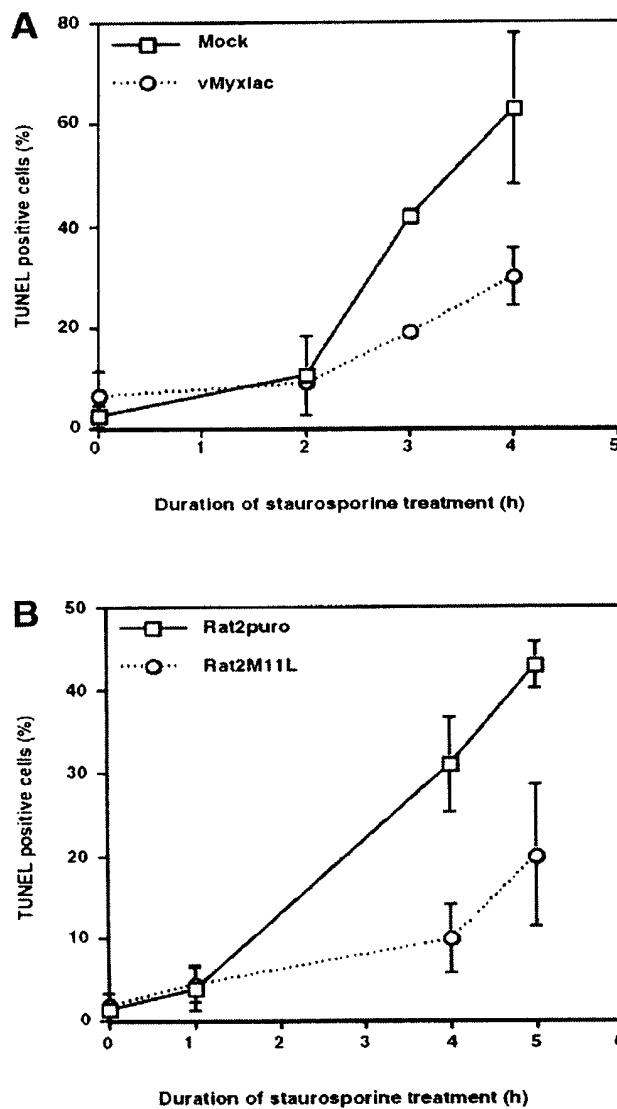 A
80
Mock
vMyxlac
60
40
20
0
TUNEL positive cells (%)
0 1 2 3 4 5
Duration of staurosporine treatment (h)
B
50
Rat2puro
Rat2M11L
40
30
20
10
0
TUNEL positive cells (%)
0 1 2 3 4 5 6
Duration of staurosporine treatment (h)